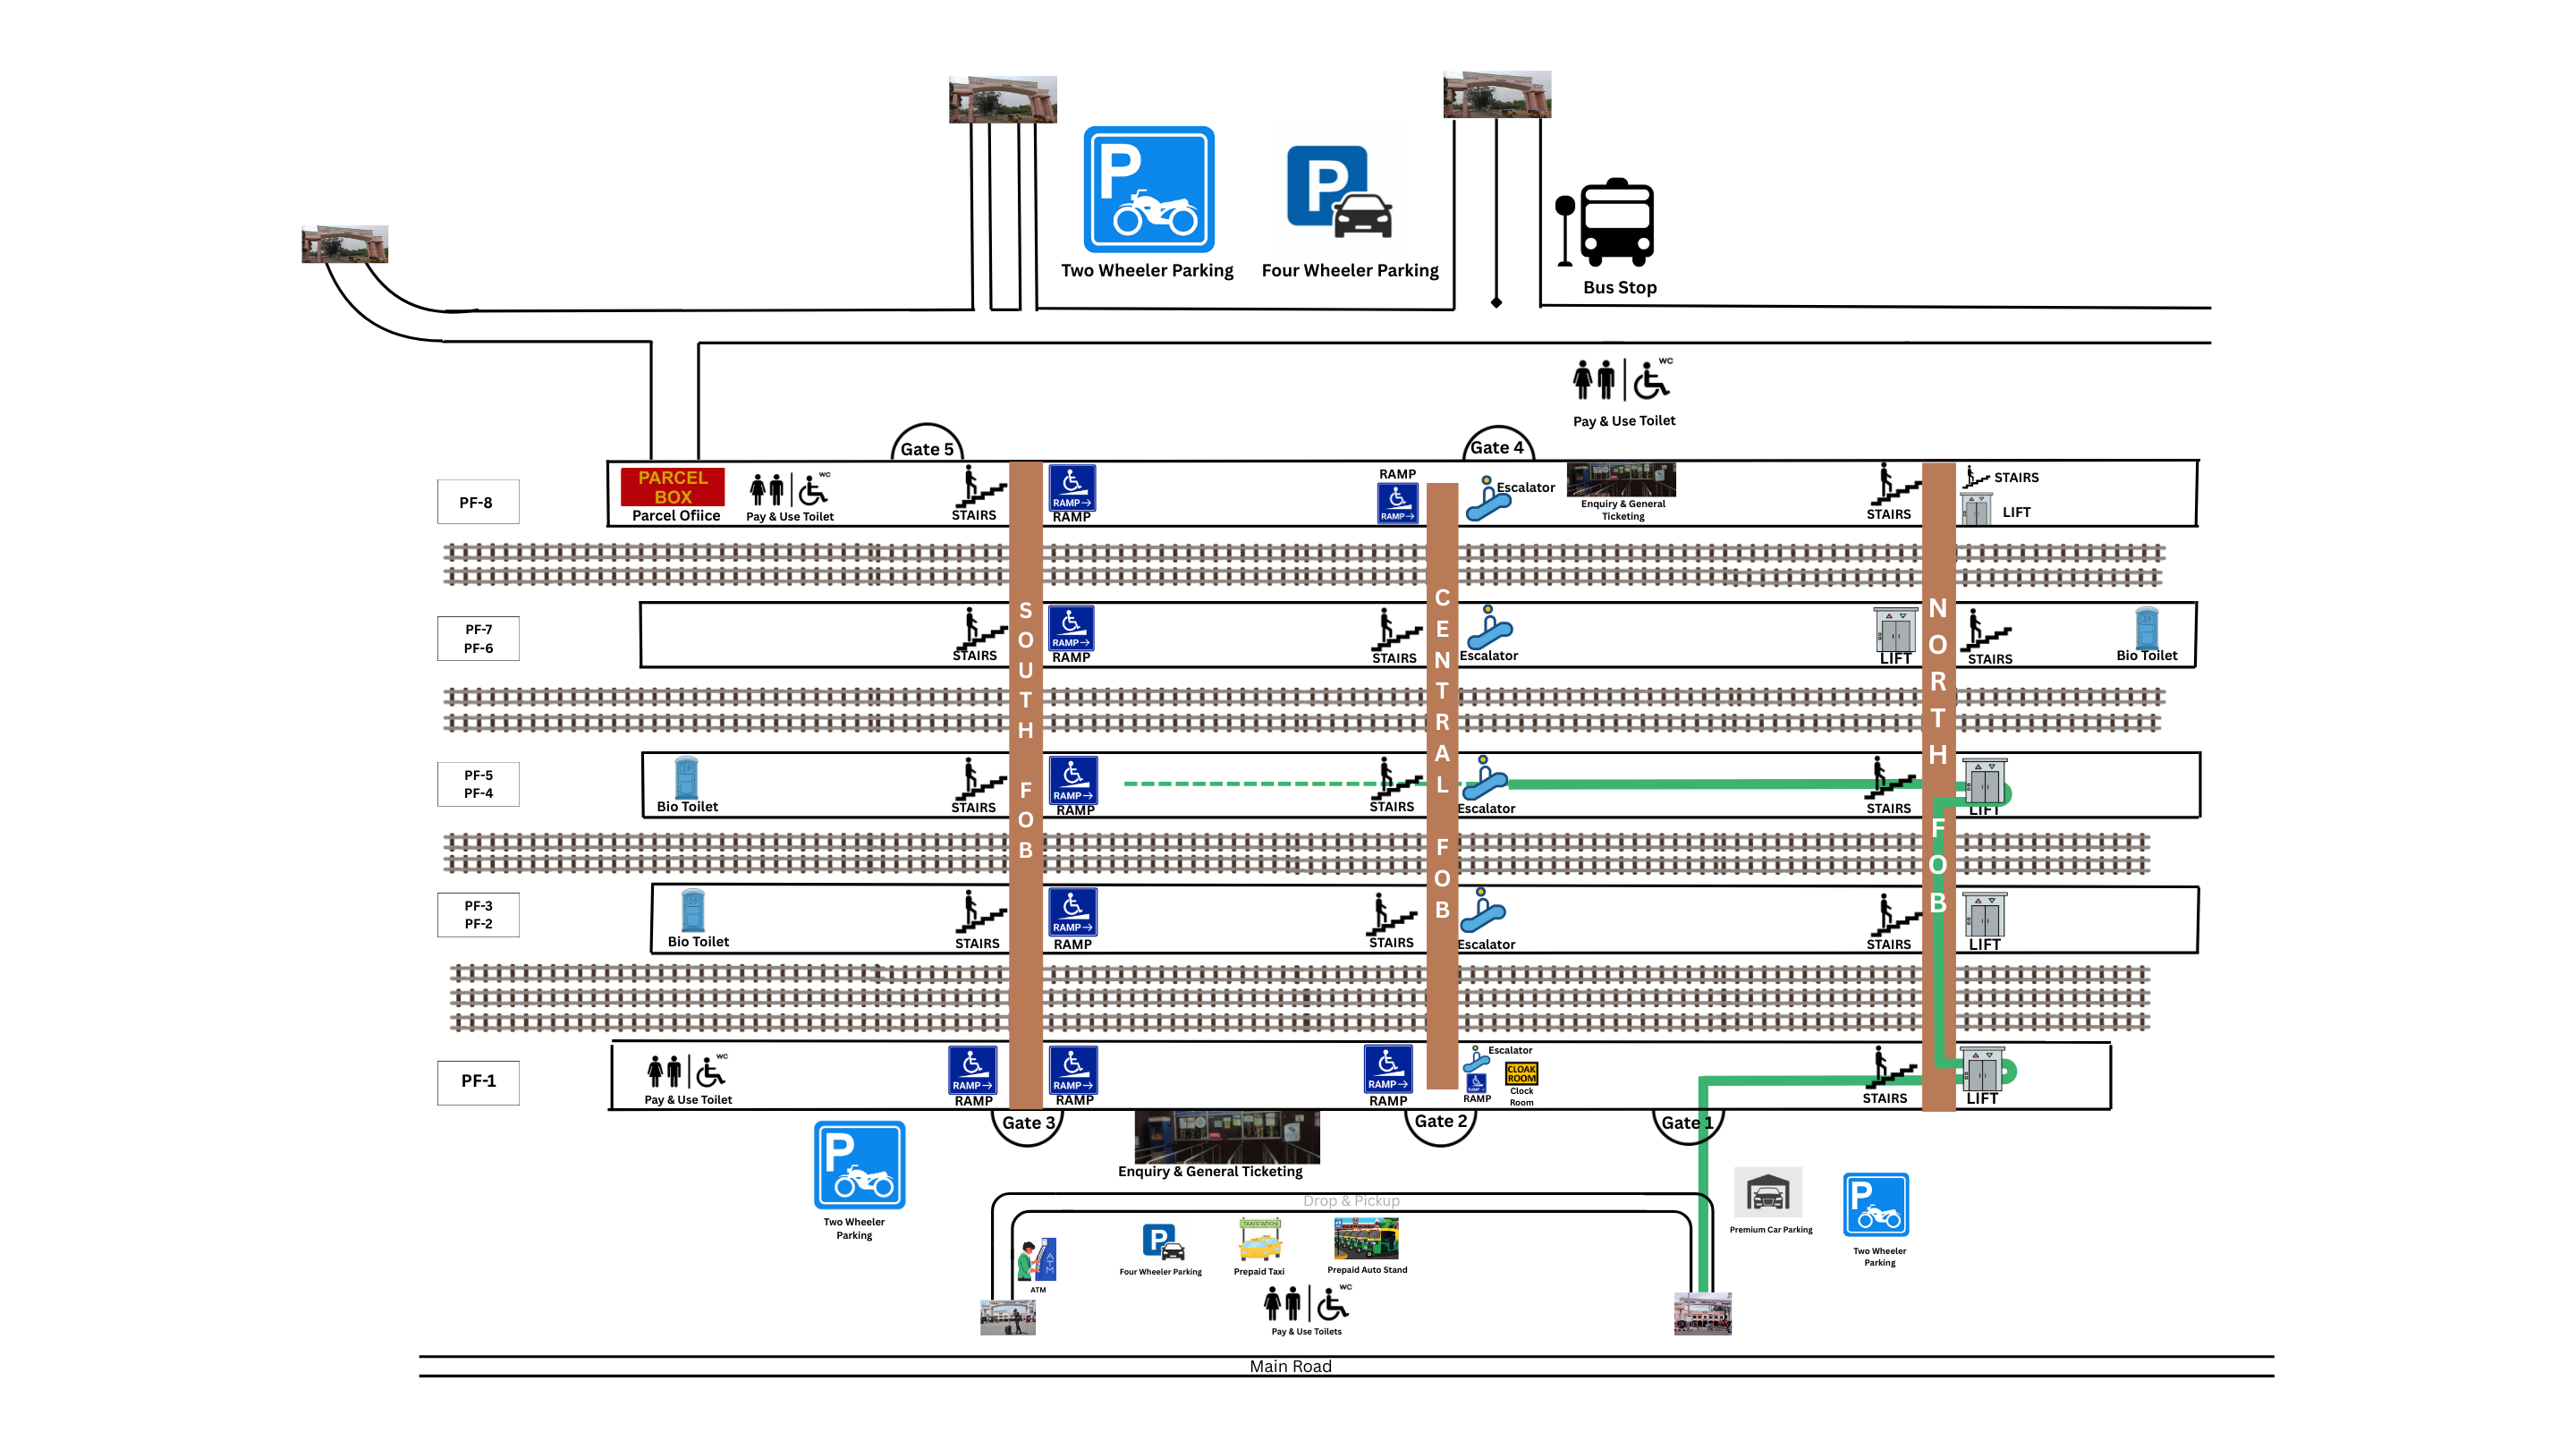 Two Wheeler Parking
Four Wheeler Parking
Bus Stop
WC
Pay & Use Toilet
Gate 5
Gate 4
PF-8
PARCEL
BOX
Parcel Ofiice
WC
Pay & Use Toilet
STAIRS
RAMP→
RAMP
RAMP
RAMP→
Escalator
Enquiry & General
Ticketing
STAIRS
STAIRS
LIFT
PF-7
PF-6
STAIRS
RAMP→
RAMP
STAIRS
Escalator
LIFT
STAIRS
Bio Toilet
SOUTH FOB
CENTRAL FOB
NORTH FOB
PF-5
PF-4
Bio Toilet
STAIRS
RAMP→
RAMP
STAIRS
Escalator
STAIRS
LIFT
PF-3
PF-2
Bio Toilet
STAIRS
RAMP→
RAMP
STAIRS
Escalator
STAIRS
LIFT
PF-1
WC
Pay & Use Toilet
RAMP→
RAMP
RAMP→
RAMP
RAMP→
RAMP
Escalator
RAMP
CLOAK
ROOM
Clock
Room
STAIRS
LIFT
Gate 3
Gate 2
Gate 1
Enquiry & General Ticketing
Two Wheeler
Parking
Drop & Pickup
Premium Car Parking
Two Wheeler
Parking
ATM
ATM
Four Wheeler Parking
TAXI STATION
Prepaid Taxi
Prepaid Auto Stand
WC
Pay & Use Toilets
Main Road